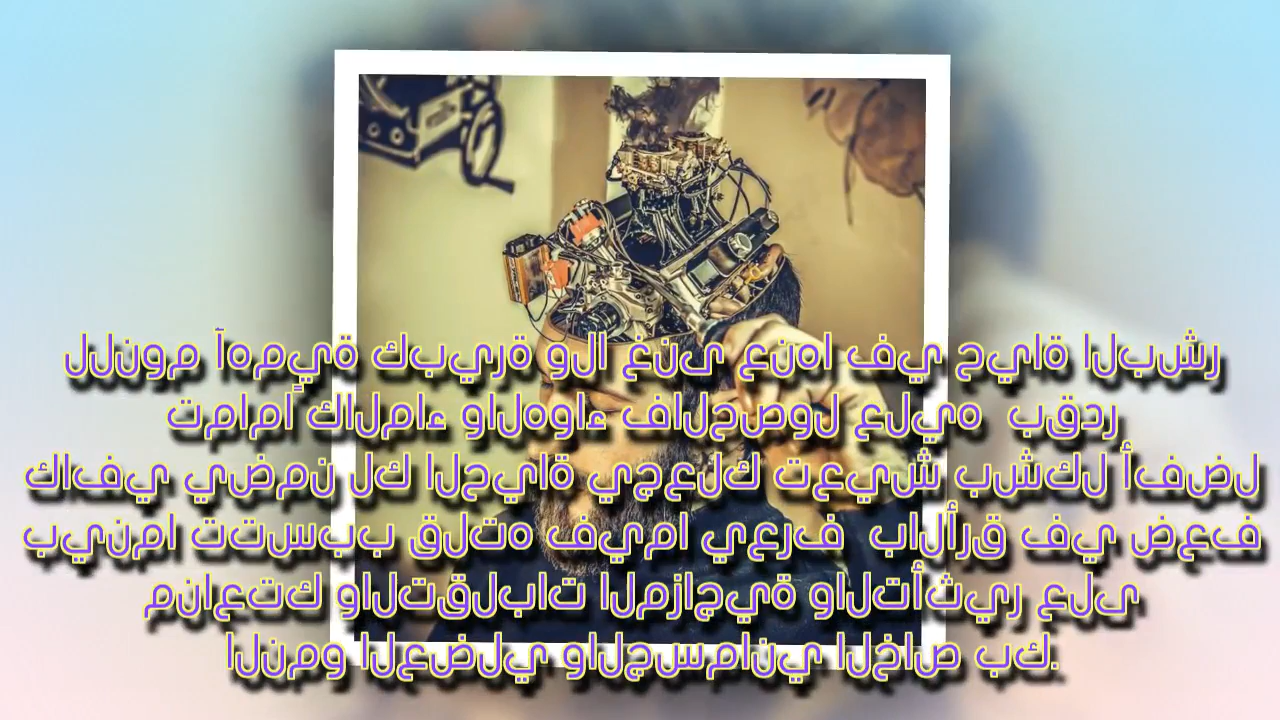 للنوم آهمية كبيرة ولا غنى عنها في حياة البشر
تماماً كالماء والهواء فالحصول عليه بقدر
كافي يضمن لك الحياة يجعلك تعيش بشكل أفضل
بينما تتسبب قلته فيما يعرف بالأرق في ضعف
مناعتك والتقلبات المزاجية والتأثير على
النمو العضلي والجسماني الخاص بك.